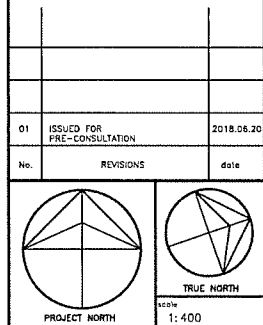 01 ISSUED FOR 2018.06.20
PRE-CONSULTATION
No. REVISIONS date
PROJECT NORTH
TRUE NORTH
scale
1: 400